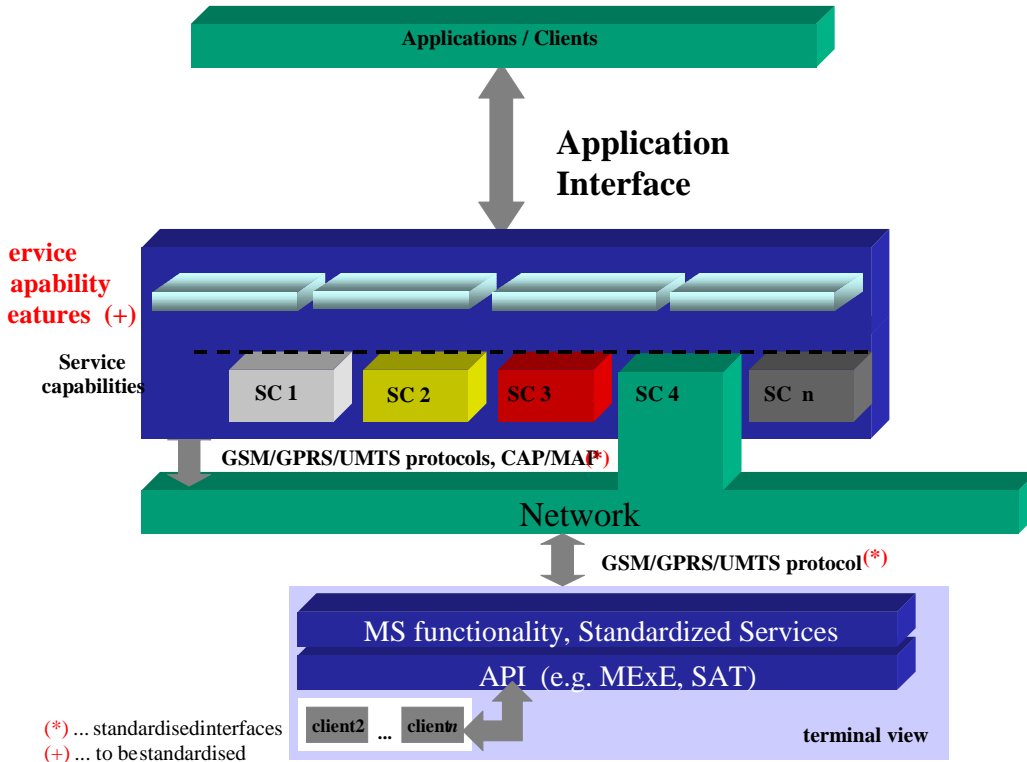 Applications / Clients
Application
Interface
ervice
apability
eatures (+)
Service
capabilities
SC 1
SC 2
SC 3
SC 4
SC n
GSM/GPRS/UMTS protocols, CAP/MAP(*)
Network
GSM/GPRS/UMTS protocol(*)
MS functionality, Standardized Services
API (e.g. MExE, SAT)
client2 ... clientn
terminal view
(*) ... standardisedinterfaces
(+) ... to bestandardised